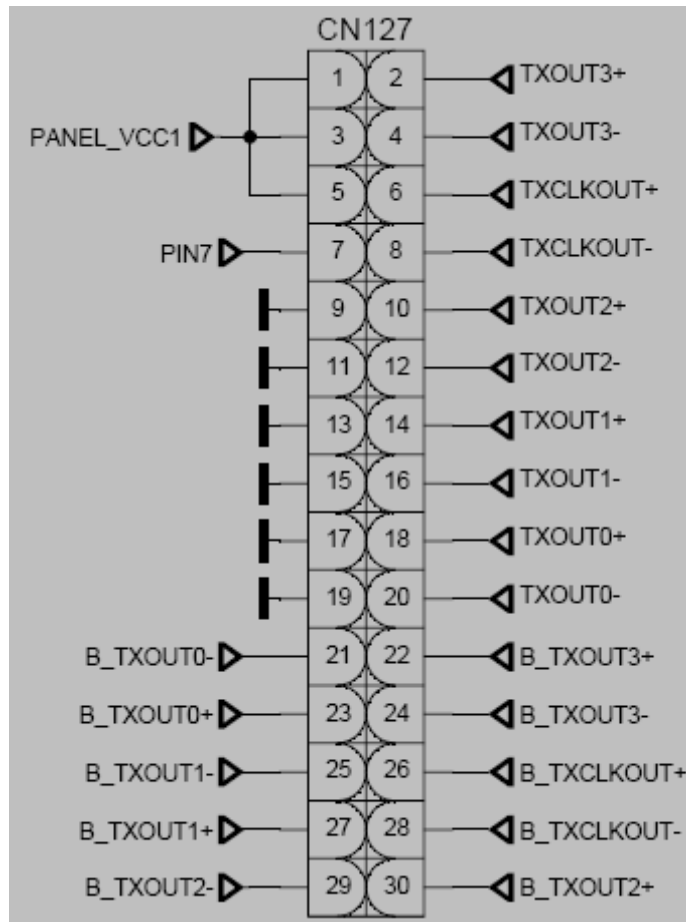 CN127
1 2 TXOUT3+
PANEL_VCC1 3 4 TXOUT3-
5 6 TXCLKOUT+
PIN7 7 8 TXCLKOUT-
9 10 TXOUT2+
11 12 TXOUT2-
13 14 TXOUT1+
15 16 TXOUT1-
17 18 TXOUT0+
19 20 TXOUT0-
B_TXOUT0- 21 22 B_TXOUT3+
B_TXOUT0+ 23 24 B_TXOUT3-
B_TXOUT1- 25 26 B_TXCLKOUT+
B_TXOUT1+ 27 28 B_TXCLKOUT-
B_TXOUT2- 29 30 B_TXOUT2+